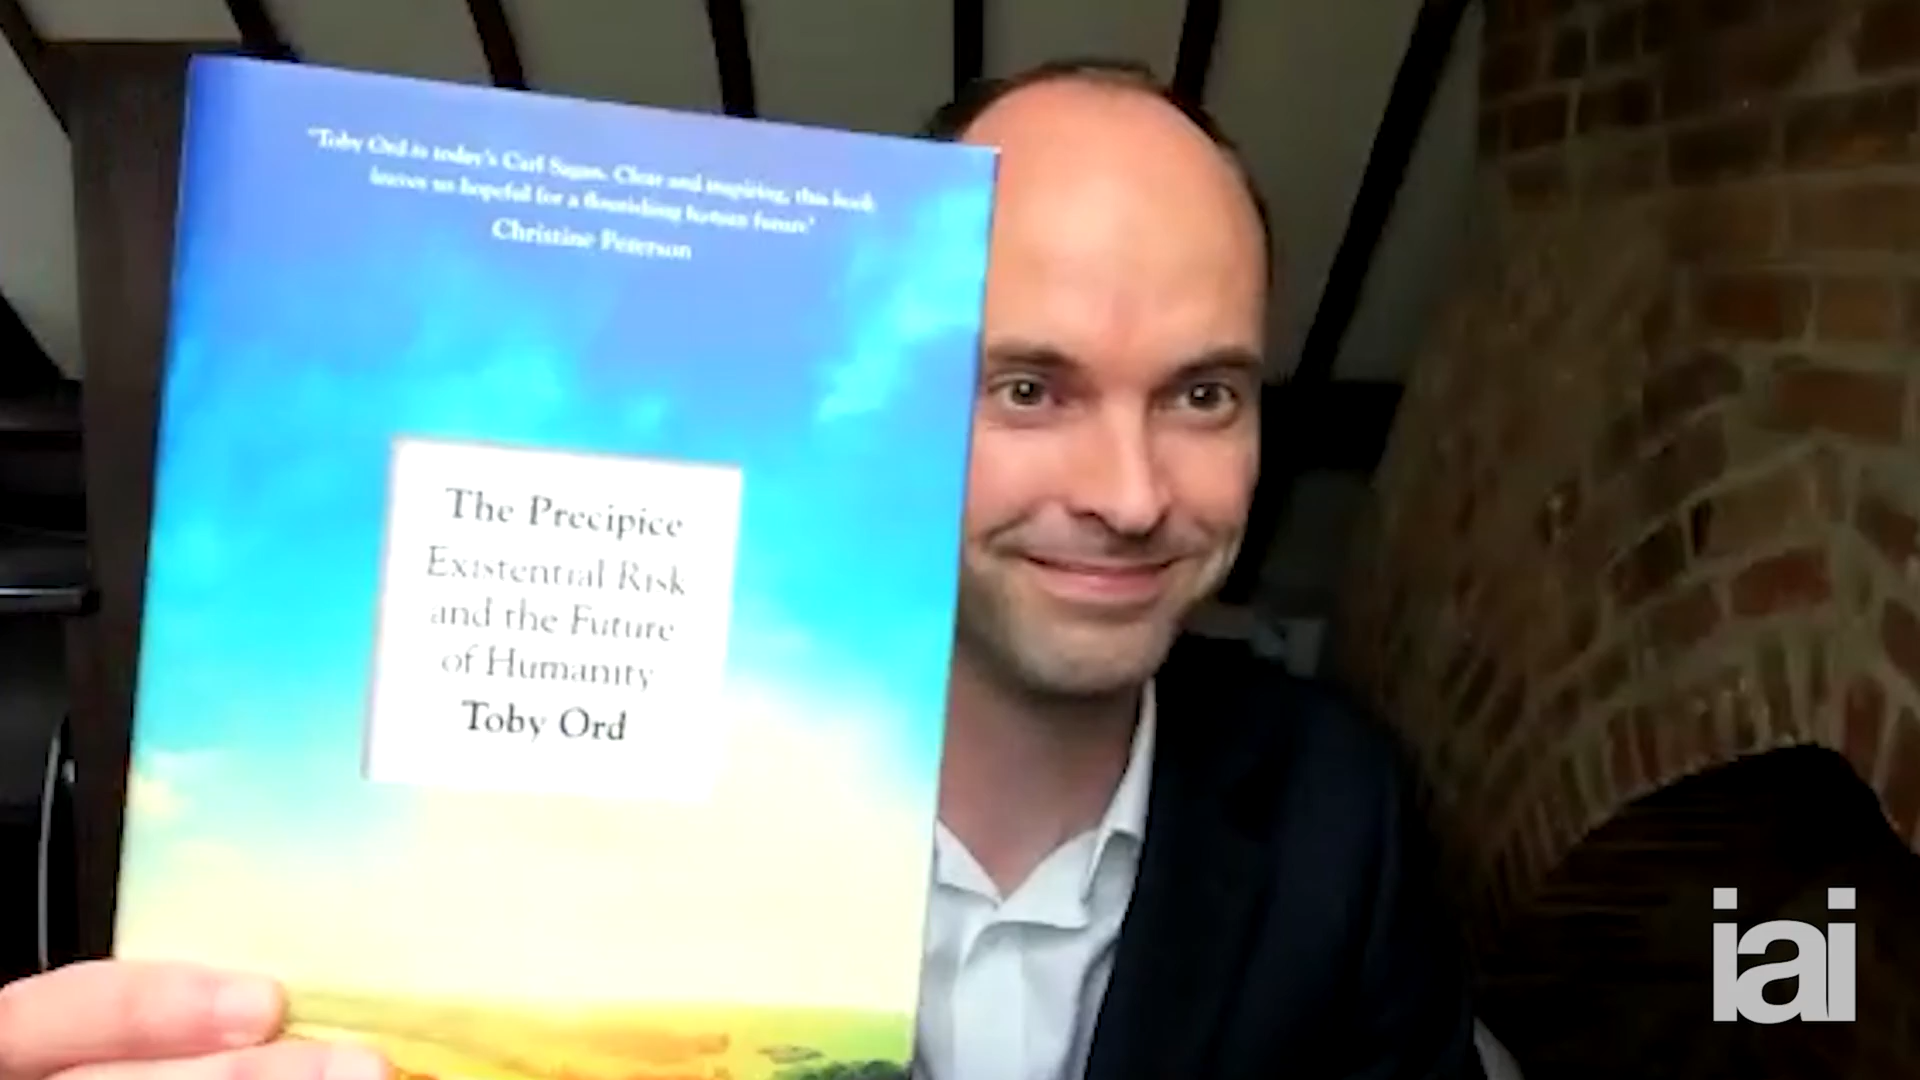 "Toby Ord is today's Carl Sagan. Clear and inspiring, this book
leaves us hopeful for a flourishing human future."
Christine Peterson
The Precipice
Existential Risk
and the Future
of Humanity
Toby Ord
iai